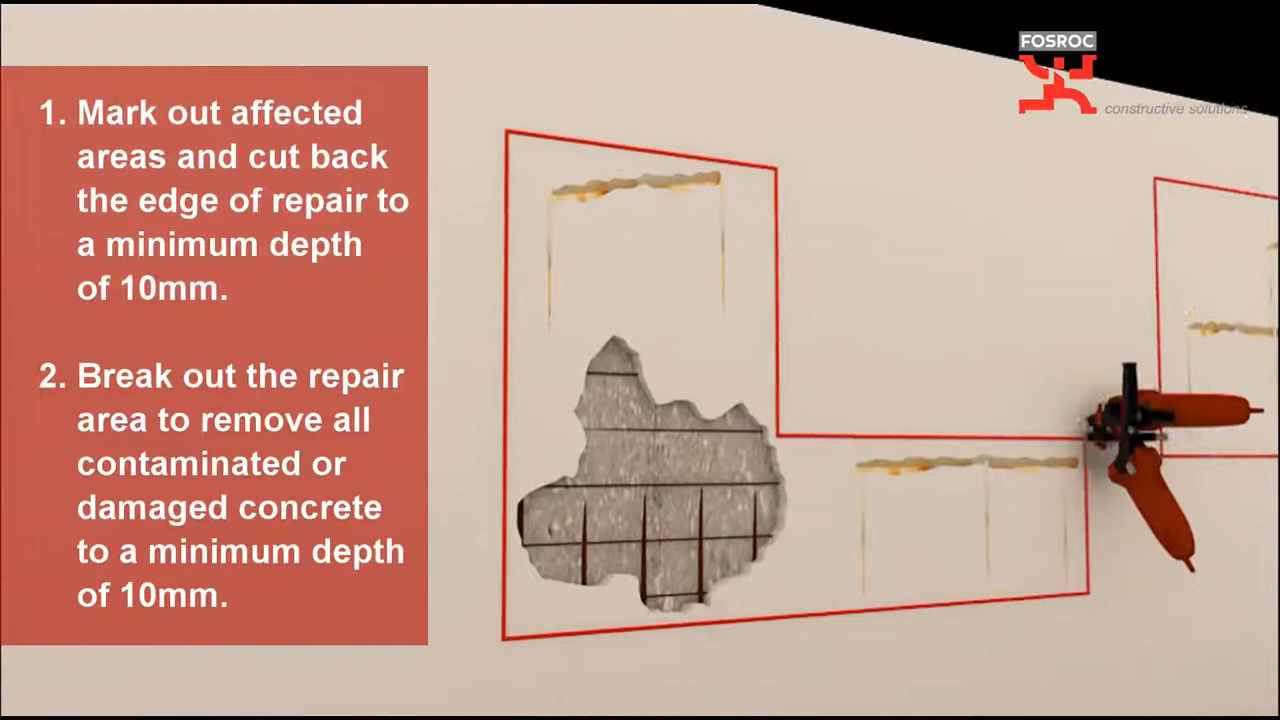 FOSROC
constructive solutions
1. Mark out affected
areas and cut back
the edge of repair to
a minimum depth
of 10mm.
2. Break out the repair
area to remove all
contaminated or
damaged concrete
to a minimum depth
of 10mm.